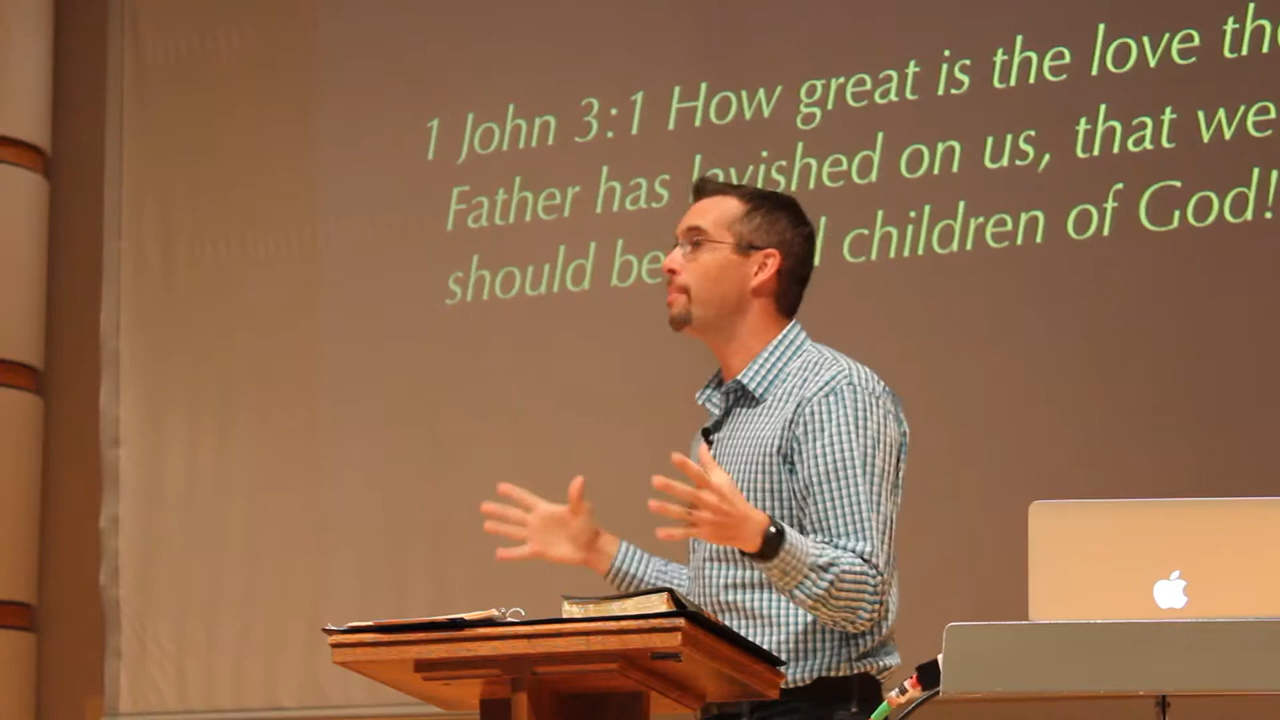 1 John 3:1 How great is the love
Father has lavished on us, that we
should be children of God!